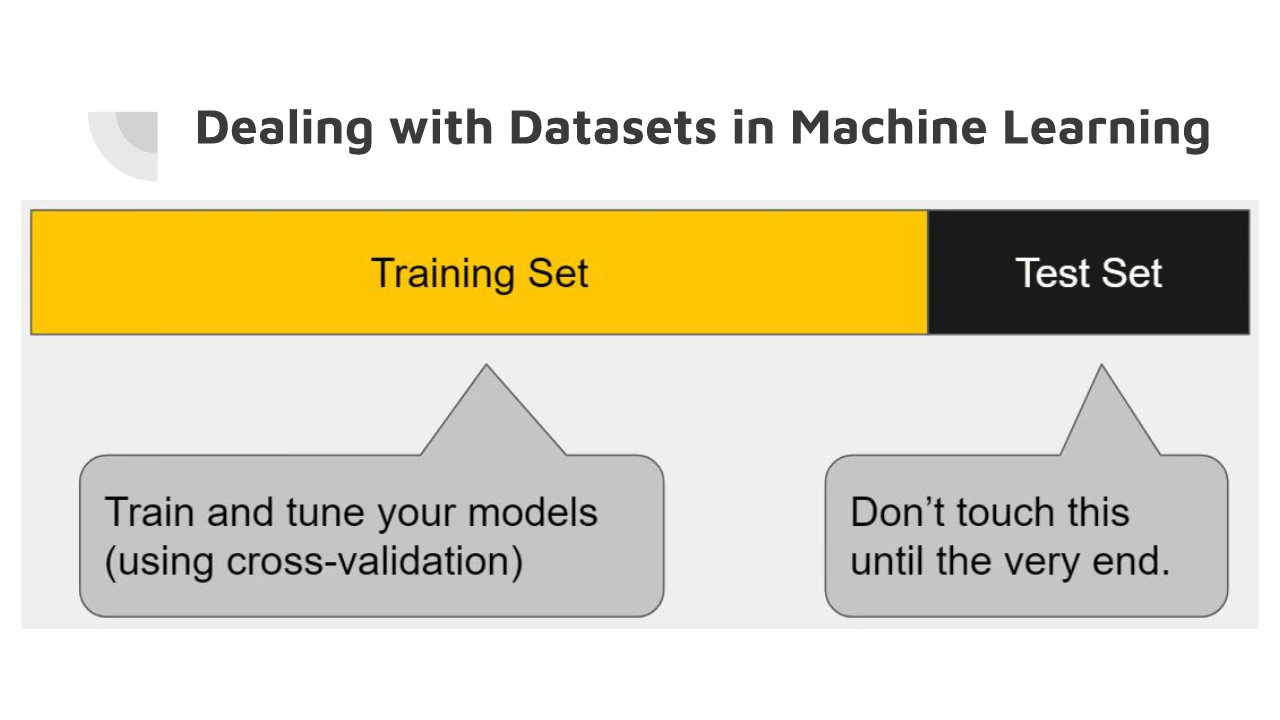 Dealing with Datasets in Machine Learning
Training Set
Test Set
Train and tune your models
(using cross-validation)
Don’t touch this
until the very end.